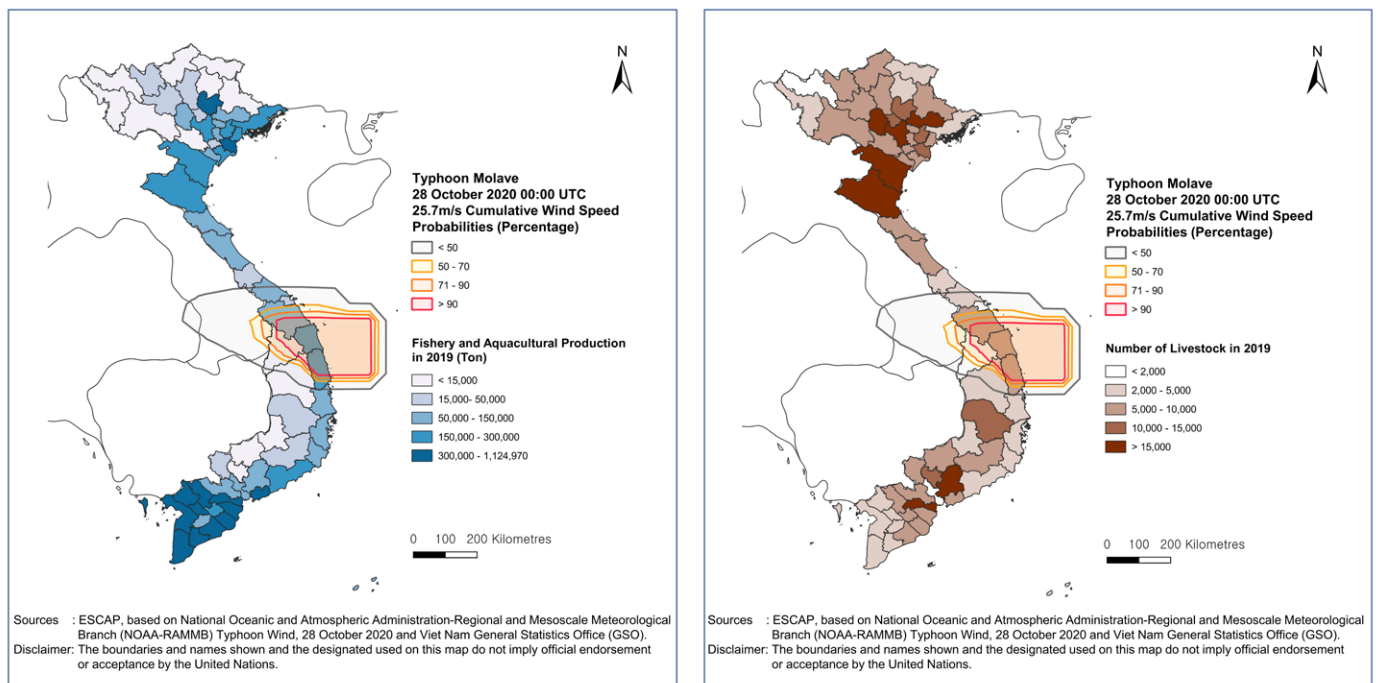 N
Typhoon Molave
28 October 2020 00:00 UTC
25.7m/s Cumulative Wind Speed
Probabilities (Percentage)
< 50
50 - 70
71 - 90
> 90
Fishery and Aquacultural Production
in 2019 (Ton)
< 15,000
15,000- 50,000
50,000 - 150,000
150,000 - 300,000
300,000 - 1,124,970
0 100 200 Kilometres
Sources : ESCAP, based on National Oceanic and Atmospheric Administration-Regional and Mesoscale Meteorological
Branch (NOAA-RAMMB) Typhoon Wind, 28 October 2020 and Viet Nam General Statistics Office (GSO).
Disclaimer: The boundaries and names shown and the designated used on this map do not imply official endorsement
or acceptance by the United Nations.
N
Typhoon Molave
28 October 2020 00:00 UTC
25.7m/s Cumulative Wind Speed
Probabilities (Percentage)
< 50
50 - 70
71 - 90
> 90
Number of Livestock in 2019
< 2,000
2,000 - 5,000
5,000 - 10,000
10,000 - 15,000
> 15,000
0 100 200 Kilometres
Sources : ESCAP, based on National Oceanic and Atmospheric Administration-Regional and Mesoscale Meteorological
Branch (NOAA-RAMMB) Typhoon Wind, 28 October 2020 and Viet Nam General Statistics Office (GSO).
Disclaimer: The boundaries and names shown and the designated used on this map do not imply official endorsement
or acceptance by the United Nations.